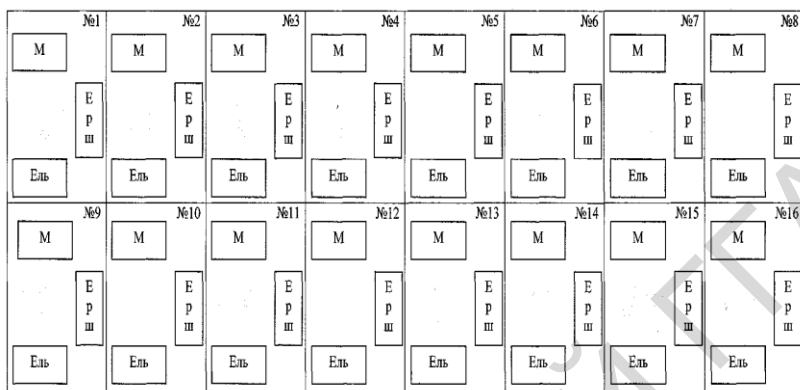 №1 №2 №3 №4 №5 №6 №7 №8
М М М М М М М М
Е Е Е Е Е Е Е Е
р р р р р р р р
ш ш ш ш ш ш ш ш
Ель Ель Ель Ель Ель Ель Ель Ель
№9 №10 №11 №12 №13 №14 №15 №16
М М М М М М М М
Е Е Е Е Е Е Е Е
р р р р р р р р
ш ш ш ш ш ш ш ш
Ель Ель Ель Ель Ель Ель Ель Ель